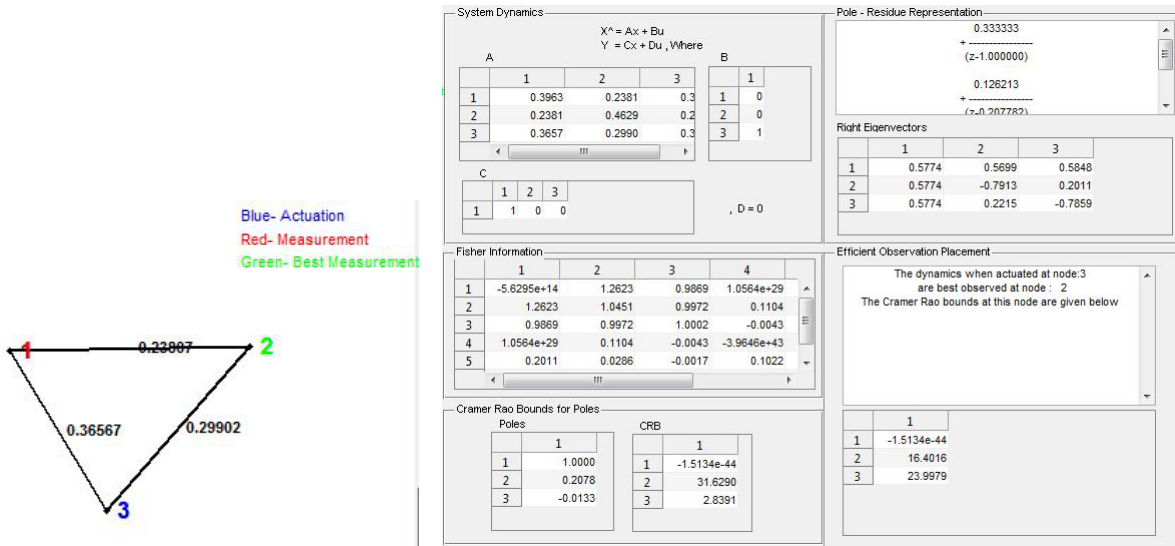 Blue- Actuation
Red- Measurement
Green- Best Measurement
1
0.23807
2
0.36567
0.29902
3
System Dynamics
X^ = Ax + Bu
Y = Cx + Du , Where
A
1 2 3
1 0.3963 0.2381 0.3
2 0.2381 0.4629 0.2
3 0.3657 0.2990 0.3
B
1
1 0
2 0
3 1
C
1 2 3
1 1 0 0
, D = 0
Pole - Residue Representation
0.333333
+ ----------------
(z-1.000000)
0.126213
+ ----------------
(z-0.207782)
Right Eigenvectors
1 2 3
1 0.5774 0.5699 0.5848
2 0.5774 -0.7913 0.2011
3 0.5774 0.2215 -0.7859
Fisher Information
1 2 3 4
1 -5.6295e+14 1.2623 0.9869 1.0564e+29
2 1.2623 1.0451 0.9972 0.1104
3 0.9869 0.9972 1.0002 -0.0043
4 1.0564e+29 0.1104 -0.0043 -3.9646e+43
5 0.2011 0.0286 -0.0017 0.1022
Cramer Rao Bounds for Poles
Poles
1
1 1.0000
2 0.2078
3 -0.0133
CRB
1
1 -1.5134e-44
2 31.6290
3 2.8391
Efficient Observation Placement
The dynamics when actuated at node:3
are best observed at node : 2
The Cramer Rao bounds at this node are given below
1
1 -1.5134e-44
2 16.4016
3 23.9979